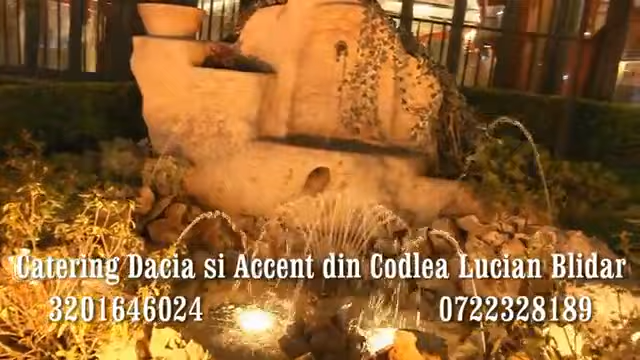 Catering Dacia si Accent din Codlea Lucian Blidar
3201646024 0722328189